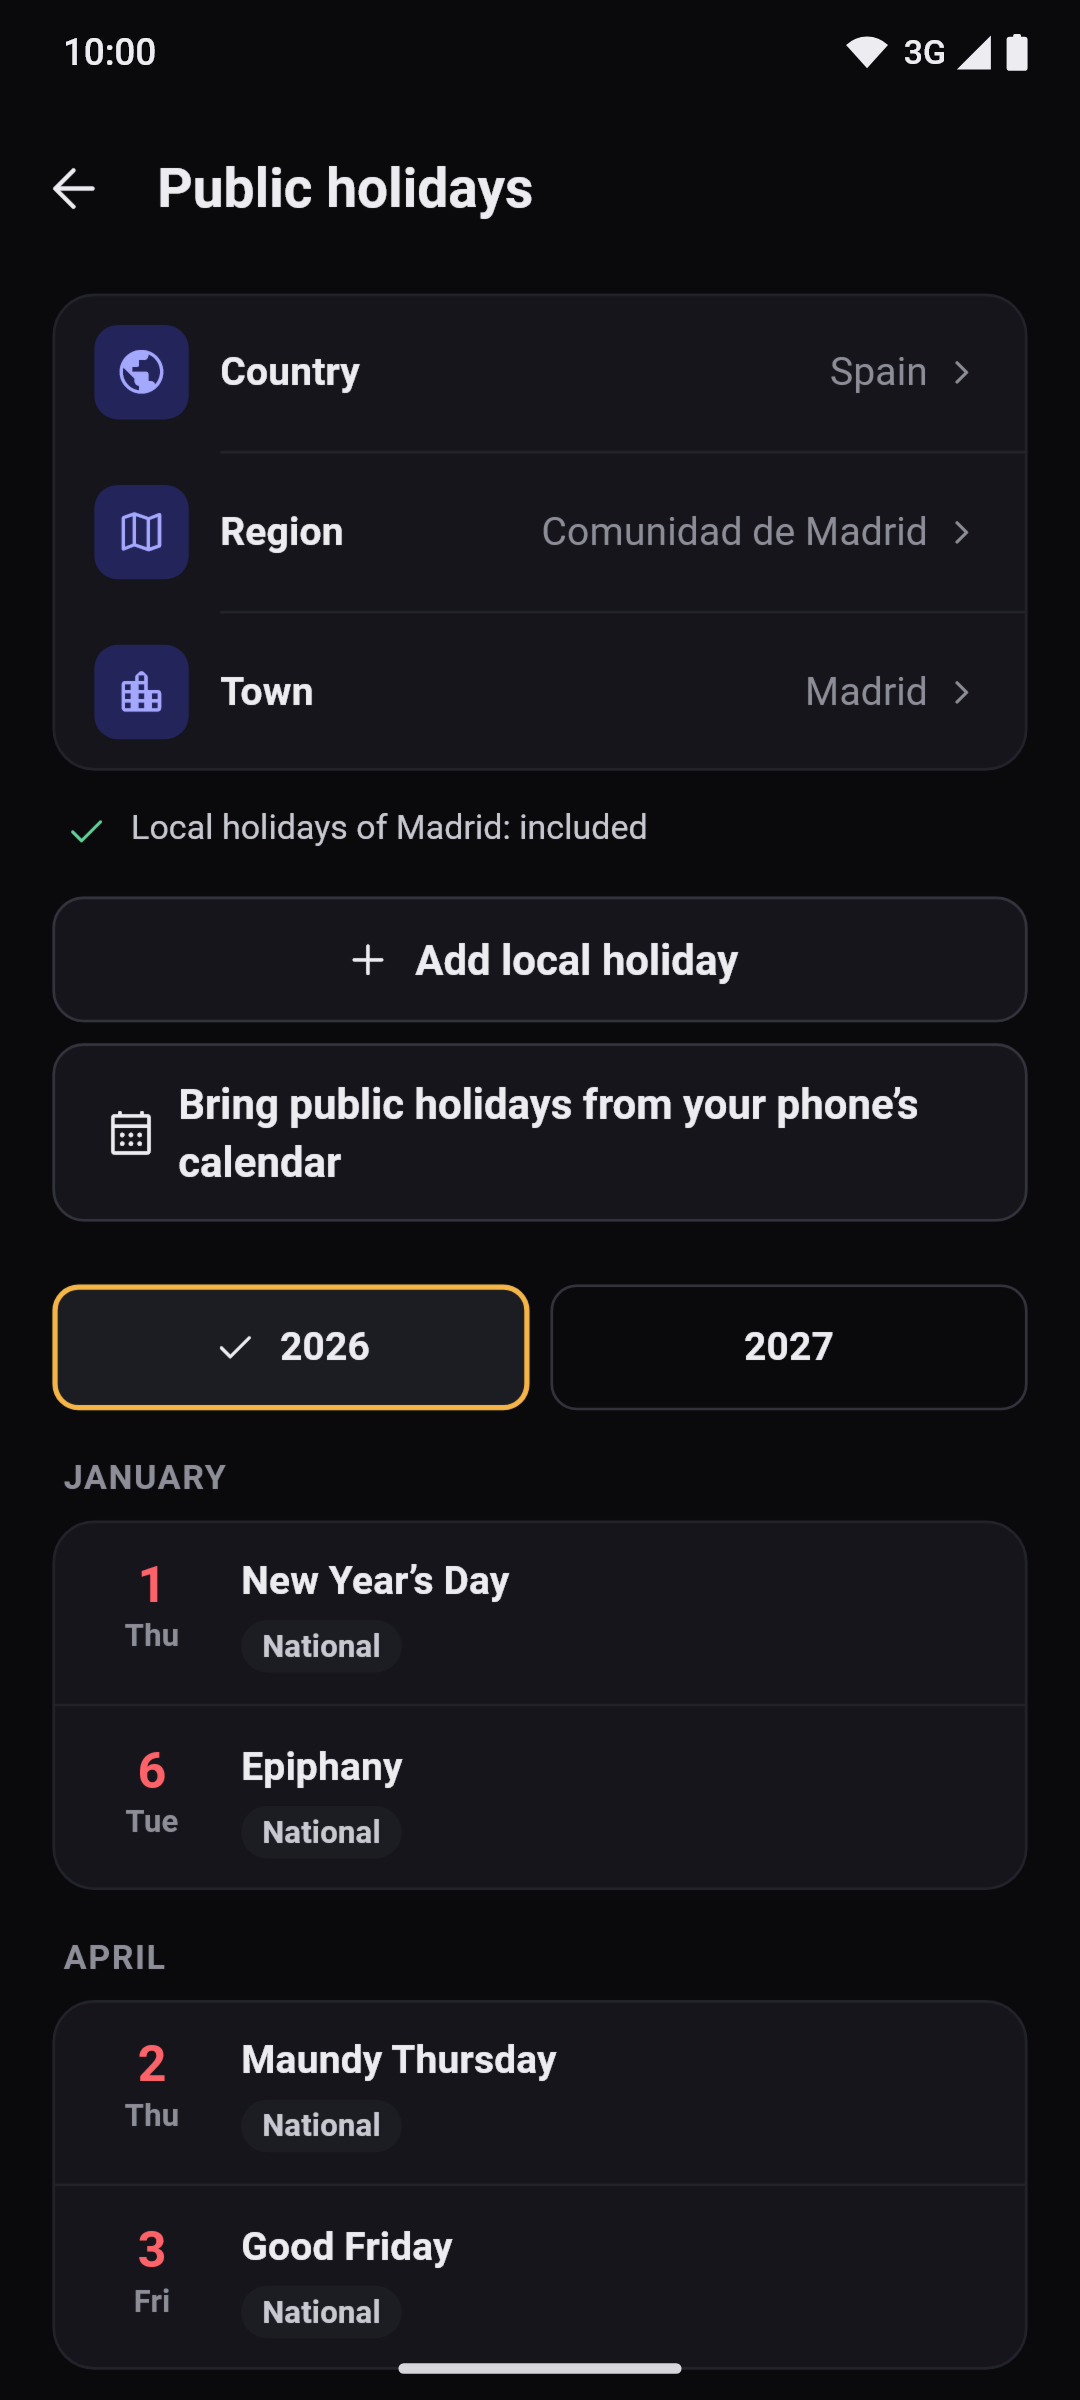 10:00
3G
Public holidays
Country
Spain
Region
Comunidad de Madrid
Town
Madrid
Local holidays of Madrid: included
Add local holiday
Bring public holidays from your phone’s
calendar
2026
2027
JANUARY
1
New Year’s Day
Thu
National
6
Epiphany
Tue
National
APRIL
2
Maundy Thursday
Thu
National
3
Good Friday
Fri
National